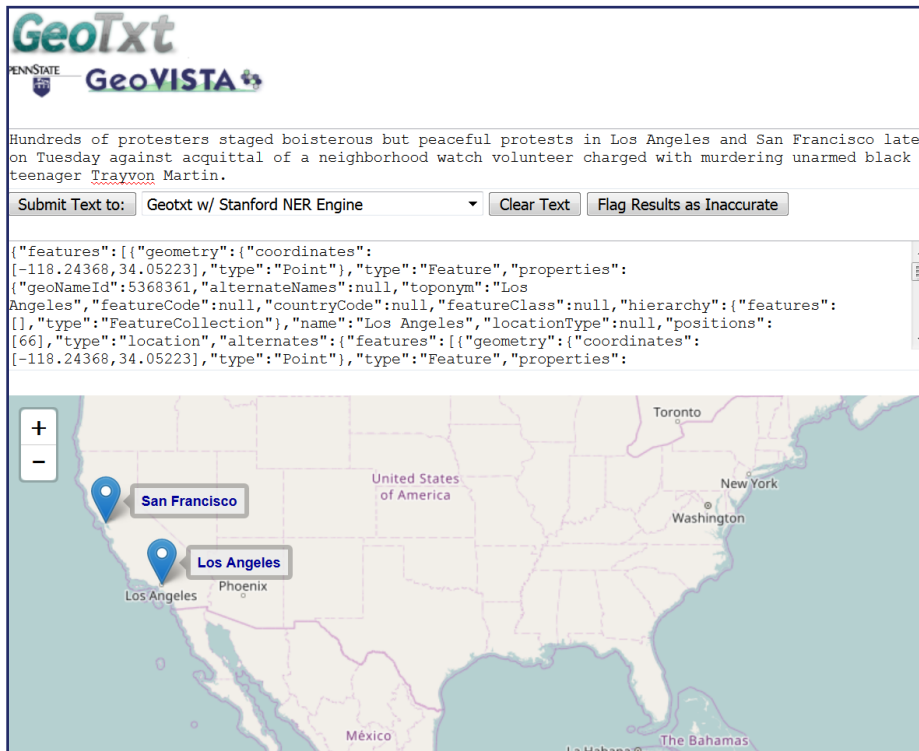 GeoTxt
PENNSTATE
GeoVISTA
Hundreds of protesters staged boisterous but peaceful protests in Los Angeles and San Francisco late
on Tuesday against acquittal of a neighborhood watch volunteer charged with murdering unarmed black
teenager Trayvon Martin.
Submit Text to: Geotxt w/ Stanford NER Engine Clear Text Flag Results as Inaccurate
{"features":[{"geometry":{"coordinates":
[-118.24368,34.05223],"type":"Point"},"type":"Feature","properties":
{"geoNameId":5368361,"alternateNames":null,"toponym":"Los
Angeles","featureCode":null,"countryCode":null,"featureClass":null,"hierarchy":{"features":
[],"type":"FeatureCollection"},"name":"Los Angeles","locationType":null,"positions":
[66],"type":"location","alternates":{"features":[{"geometry":{"coordinates":
[-118.24368,34.05223],"type":"Point"},"type":"Feature","properties":
+
−
Toronto
United States
of America
New York
Washington
San Francisco
Los Angeles
Phoenix
Los Angeles
México
La Habana
The Bahamas